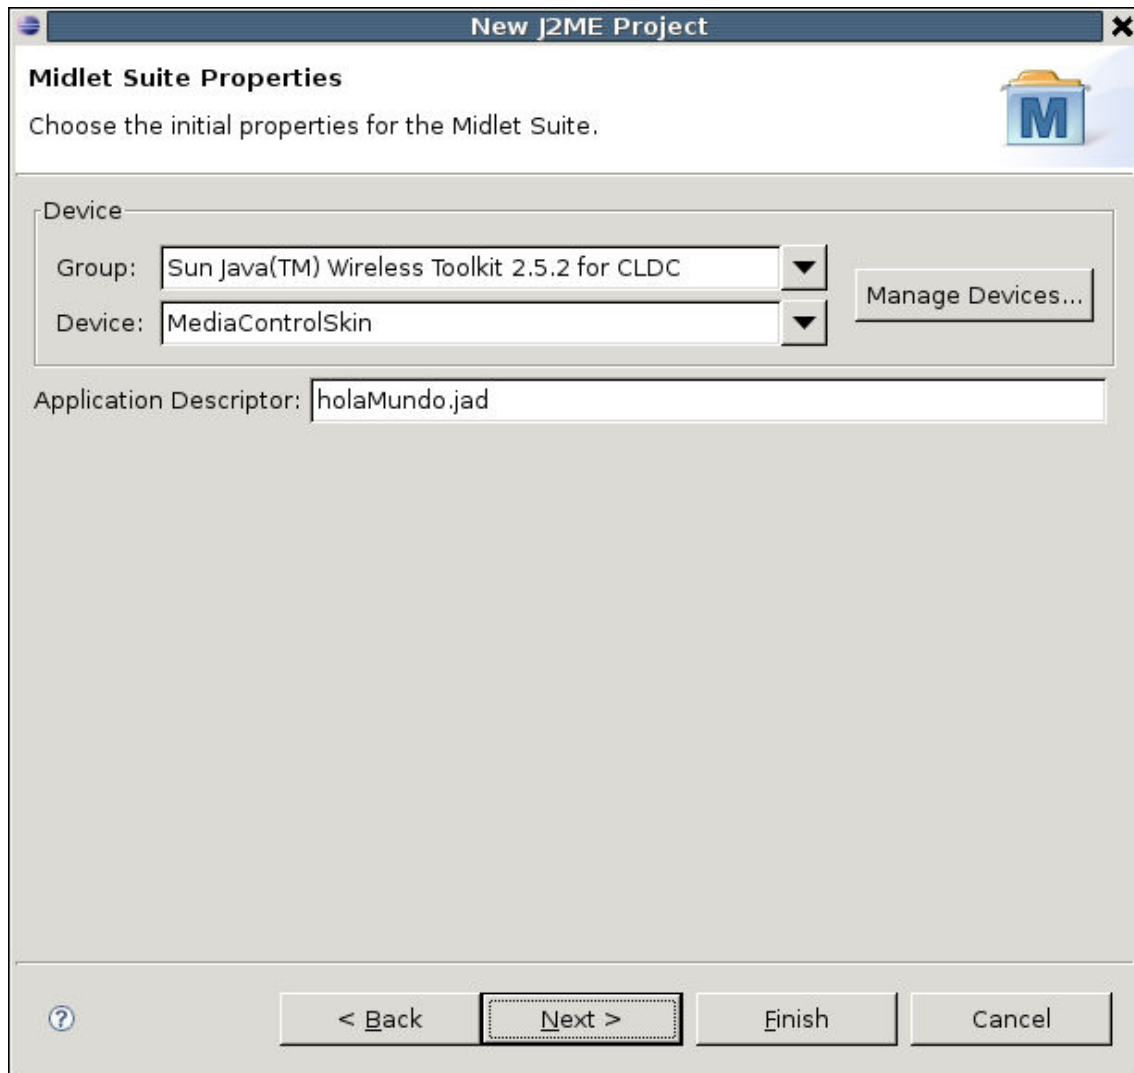 New J2ME Project
Midlet Suite Properties
Choose the initial properties for the Midlet Suite.
M
Device
Group: Sun Java(TM) Wireless Toolkit 2.5.2 for CLDC
Device: MediaControlSkin
Manage Devices...
Application Descriptor: holaMundo.jad
? < Back Next > Finish Cancel